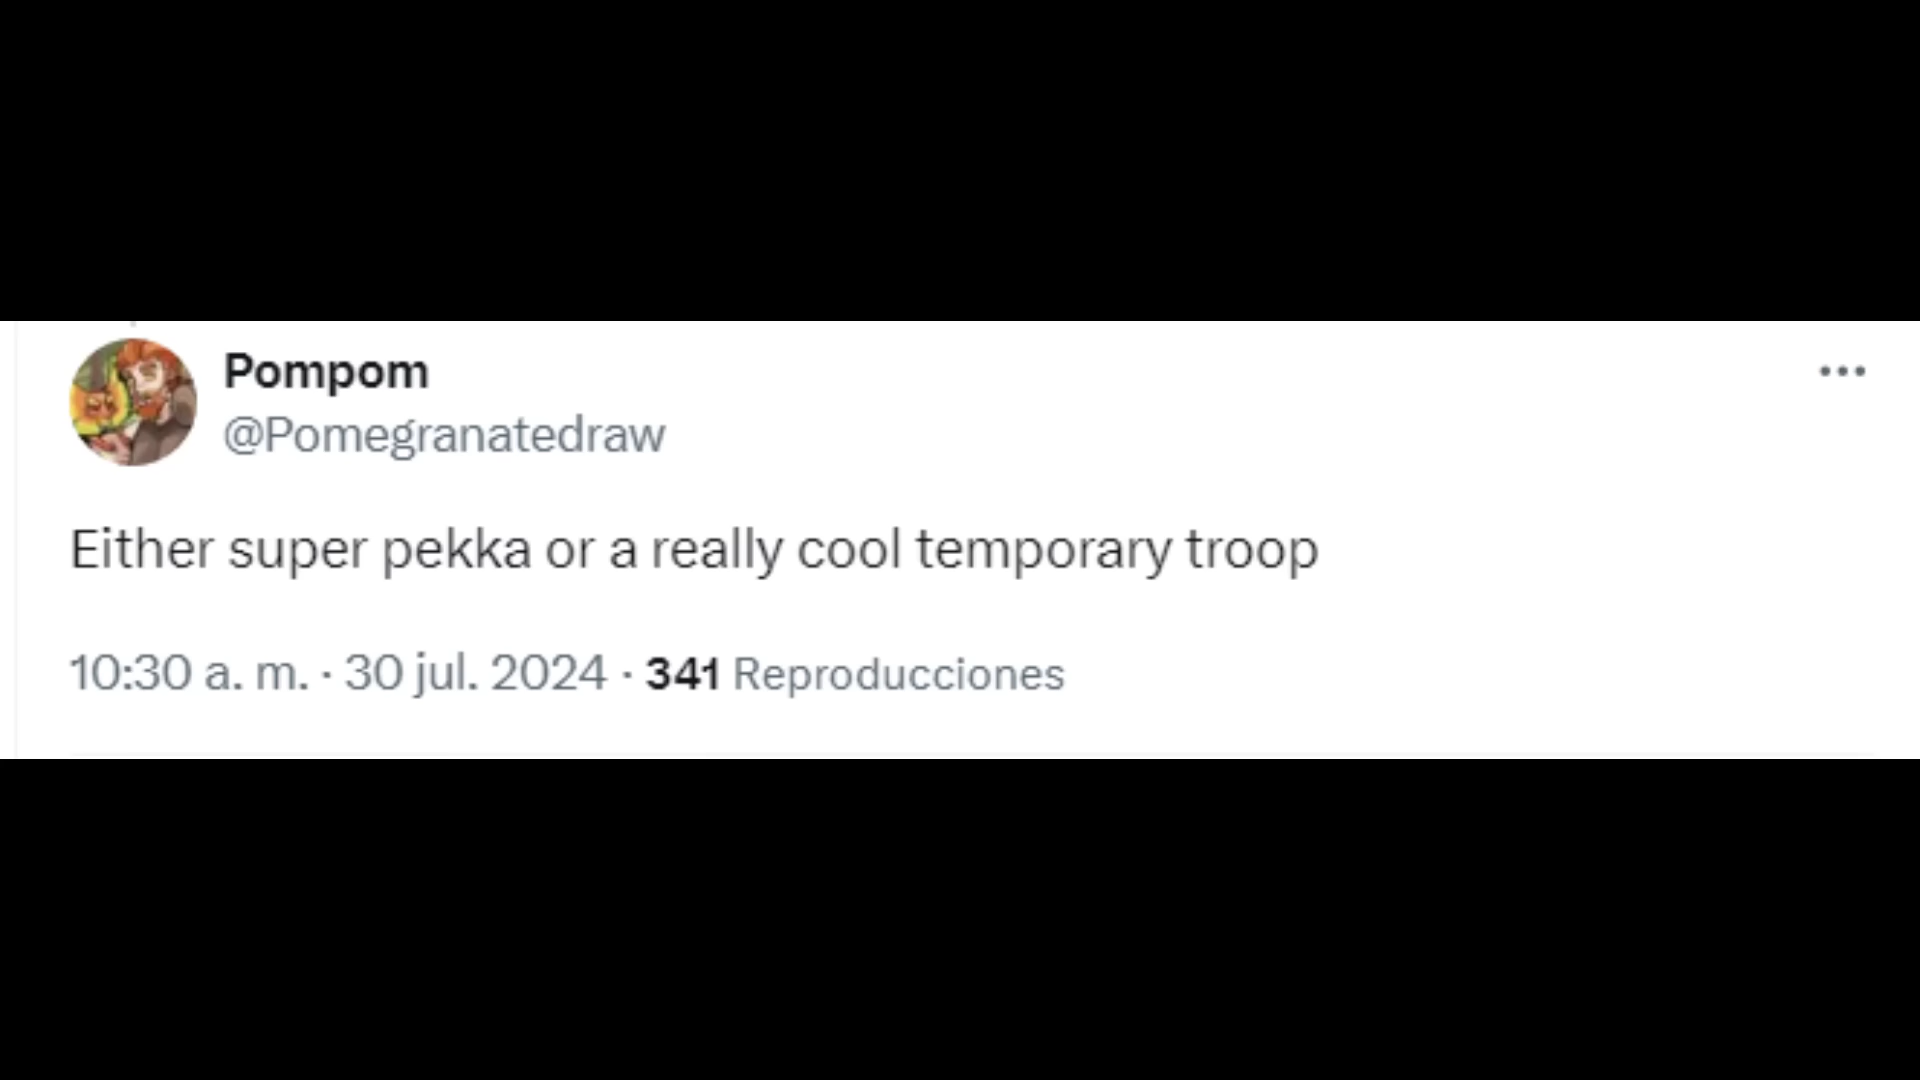 Pompom
@Pomegranatedraw
Either super pekka or a really cool temporary troop
10:30 a. m. · 30 jul. 2024 · 341 Reproducciones